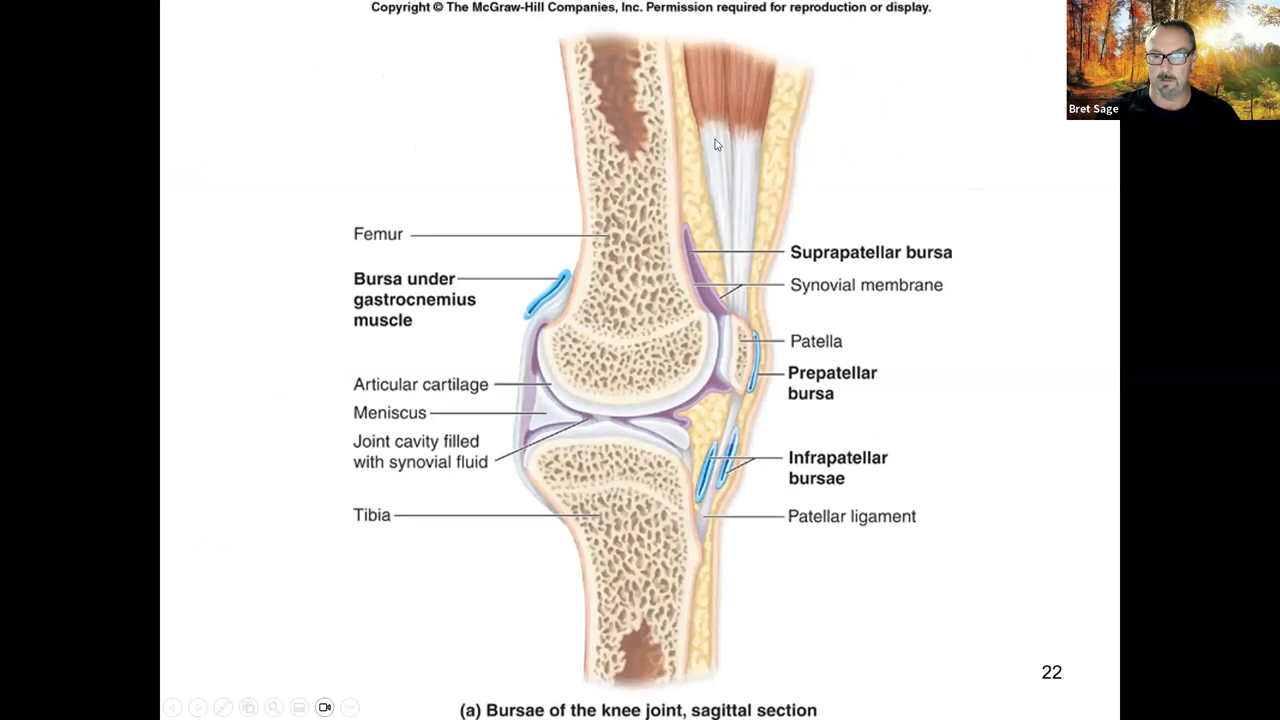 Copyright © The McGraw-Hill Companies, Inc. Permission required for reproduction or display.
Bret Sage
Femur
Bursa under
gastrocnemius
muscle
Articular cartilage
Meniscus
Joint cavity filled
with synovial fluid
Tibia
Suprapatellar bursa
Synovial membrane
Patella
Prepatellar
bursa
Infrapatellar
bursae
Patellar ligament
22
(a) Bursae of the knee joint, sagittal section